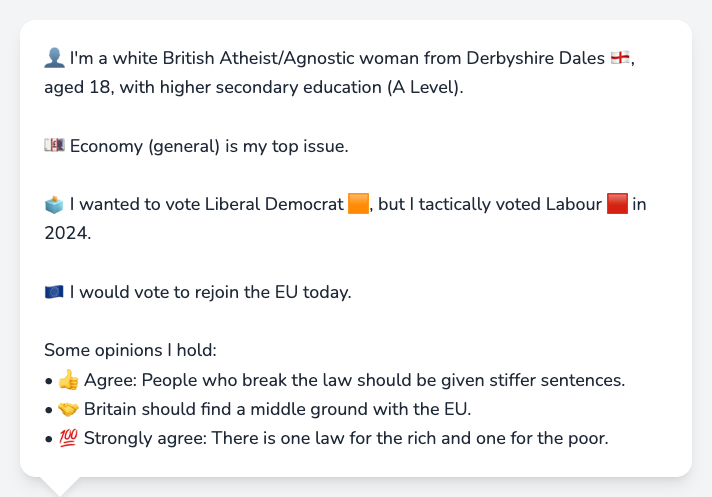 👤 I'm a white British Atheist/Agnostic woman from Derbyshire Dales 🏴󠁧󠁢󠁥󠁮󠁧󠁿,
aged 18, with higher secondary education (A Level).
💷 Economy (general) is my top issue.
🗳️ I wanted to vote Liberal Democrat 🟧, but I tactically voted Labour 🟥 in
2024.
🇪🇺 I would vote to rejoin the EU today.
Some opinions I hold:
• 👍 Agree: People who break the law should be given stiffer sentences.
• 🤝 Britain should find a middle ground with the EU.
• 💯 Strongly agree: There is one law for the rich and one for the poor.